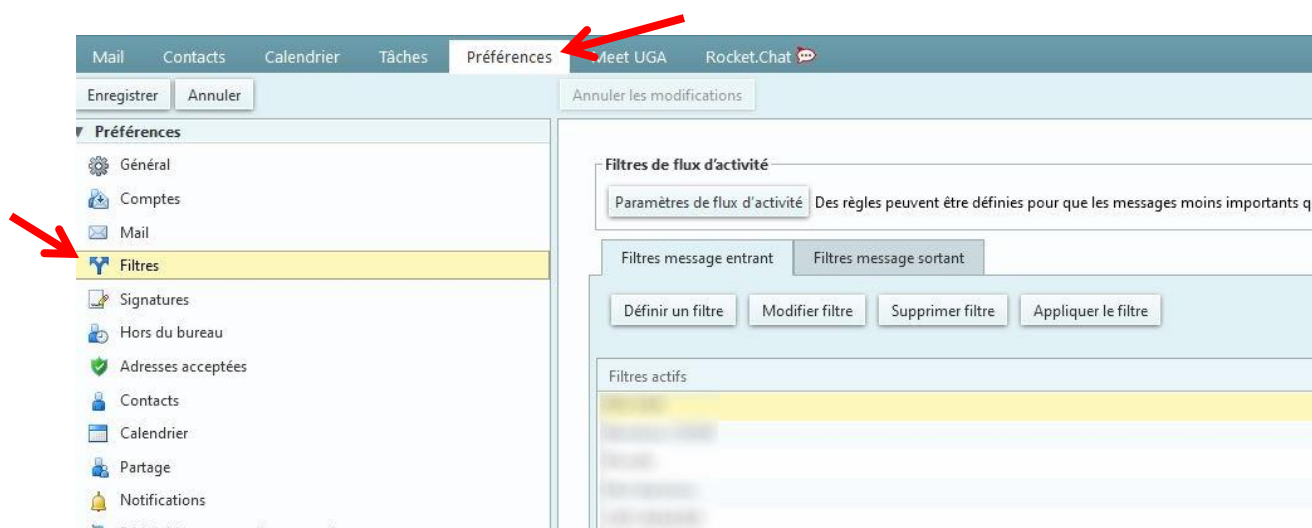 Mail Contacts Calendrier Tâches Préférences Meet UGA Rocket.Chat
Enregistrer Annuler Annuler les modifications
Préférences
Général
Comptes
Mail
Filtres
Signatures
Hors du bureau
Adresses acceptées
Contacts
Calendrier
Partage
Notifications
Filtres de flux d'activité
Paramètres de flux d'activité Des règles peuvent être définies pour que les messages moins importants q
Filtres message entrant Filtres message sortant
Définir un filtre Modifier filtre Supprimer filtre Appliquer le filtre
Filtres actifs